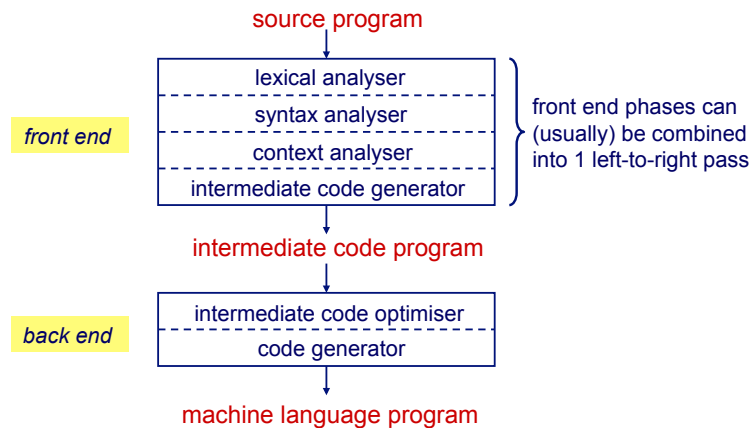 source program
lexical analyser
syntax analyser
front end
context analyser
intermediate code generator
front end phases can
(usually) be combined
into 1 left-to-right pass
intermediate code program
intermediate code optimiser
back end
code generator
machine language program